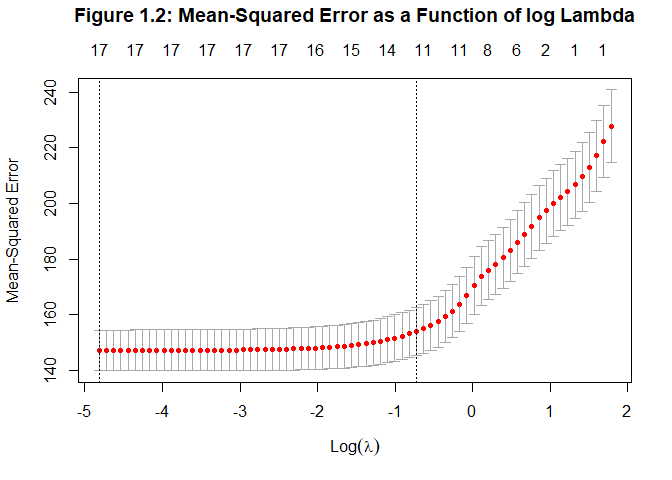 Figure 1.2: Mean-Squared Error as a Function of log Lambda
17 17 17 17 17 17 16 15 14 11 11 8 6 2 1 1
240
220
200
180
160
140
Mean-Squared Error
-5 -4 -3 -2 -1 0 1 2
Log(λ)